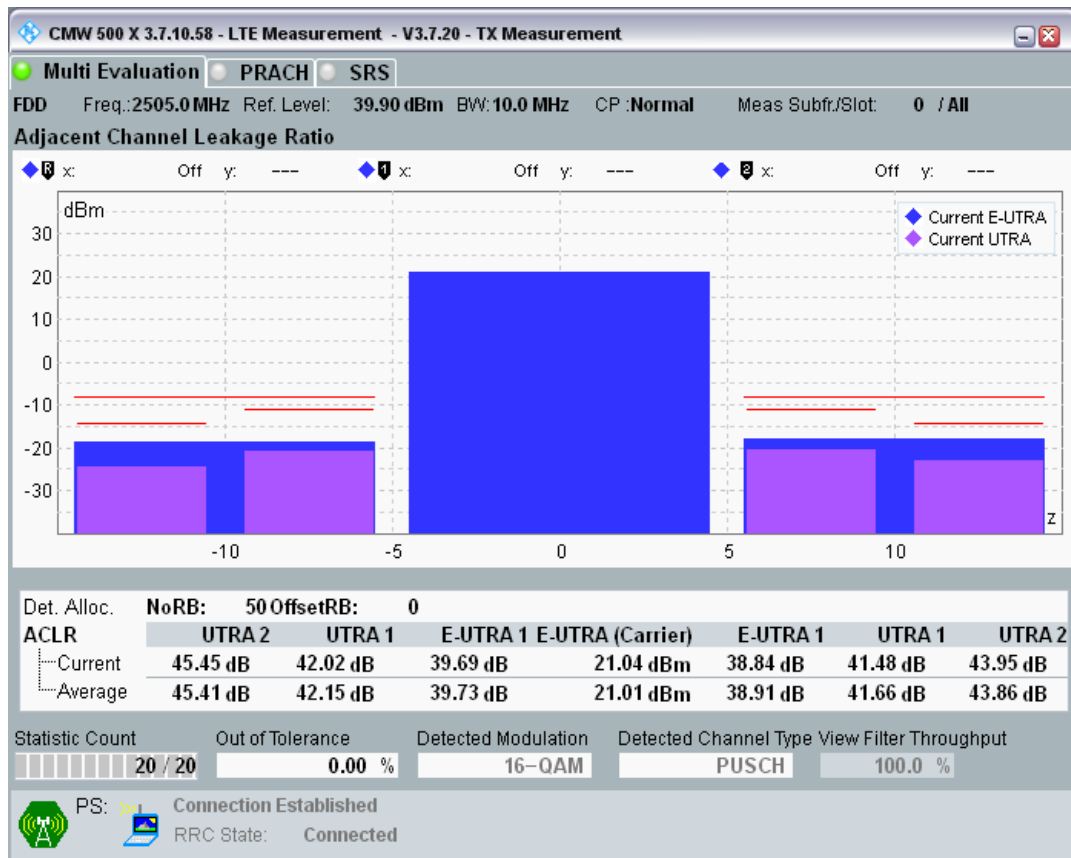 CMW 500 X 3.7.10.58 - LTE Measurement - V3.7.20 - TX Measurement
Multi Evaluation PRACH SRS
FDD Freq.:2505.0 MHz Ref. Level: 39.90 dBm BW: 10.0 MHz CP :Normal Meas Subfr./Slot: 0 / All
Adjacent Channel Leakage Ratio
R x: Off y: --- 1 x: Off y: --- 2 x: Off y: ---
dBm
Current E-UTRA
Current UTRA
30
20
10
0
-10
-20
-30
z
-10 -5 0 5 10
Det. Alloc. NoRB: 50 OffsetRB: 0
ACLR UTRA 2 UTRA 1 E-UTRA 1 E-UTRA (Carrier) E-UTRA 1 UTRA 1 UTRA 2
Current 45.45 dB 42.02 dB 39.69 dB 21.04 dBm 38.84 dB 41.48 dB 43.95 dB
Average 45.41 dB 42.15 dB 39.73 dB 21.01 dBm 38.91 dB 41.66 dB 43.86 dB
Statistic Count Out of Tolerance Detected Modulation Detected Channel Type View Filter Throughput
20 / 20 0.00 % 16-QAM PUSCH 100.0 %
PS: Connection Established
RRC State: Connected